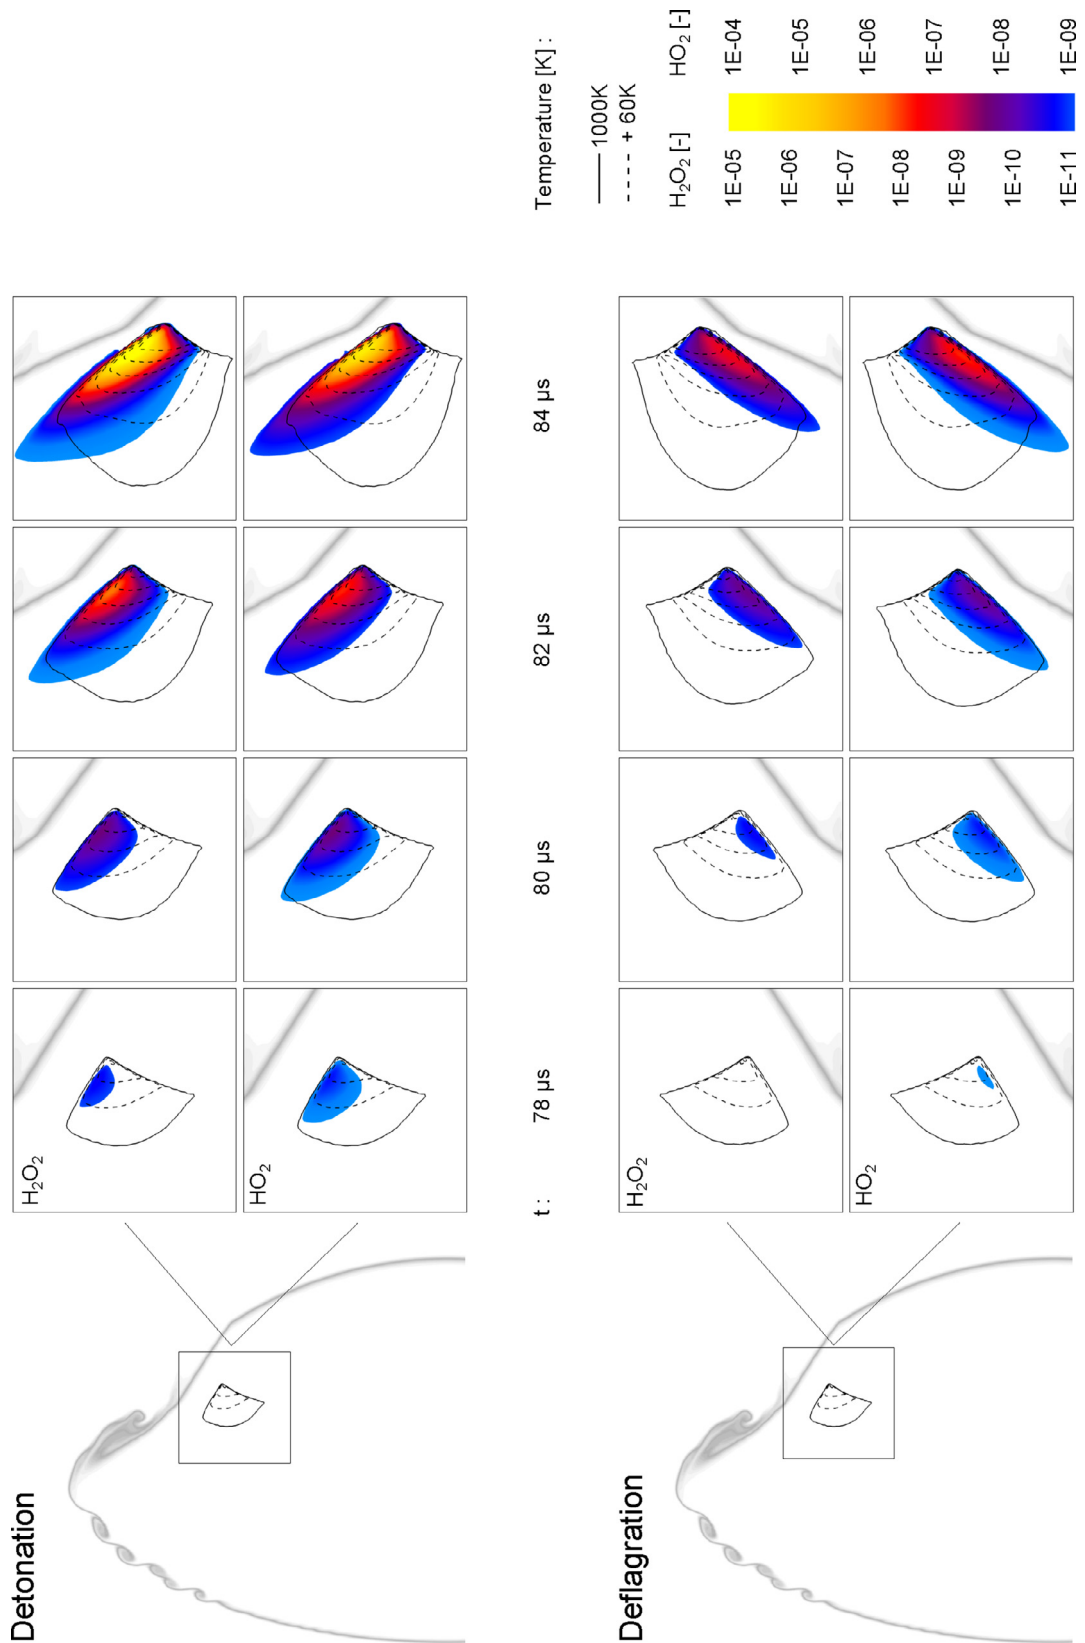 Detonation
H₂O₂
HO₂
t :
78 µs
80 µs
82 µs
84 µs
Deflagration
H₂O₂
HO₂
Temperature [K] :
1000K
+ 60K
H₂O₂ [-]
HO₂ [-]
1E-05
1E-06
1E-07
1E-08
1E-09
1E-10
1E-11
1E-04
1E-05
1E-06
1E-07
1E-08
1E-09